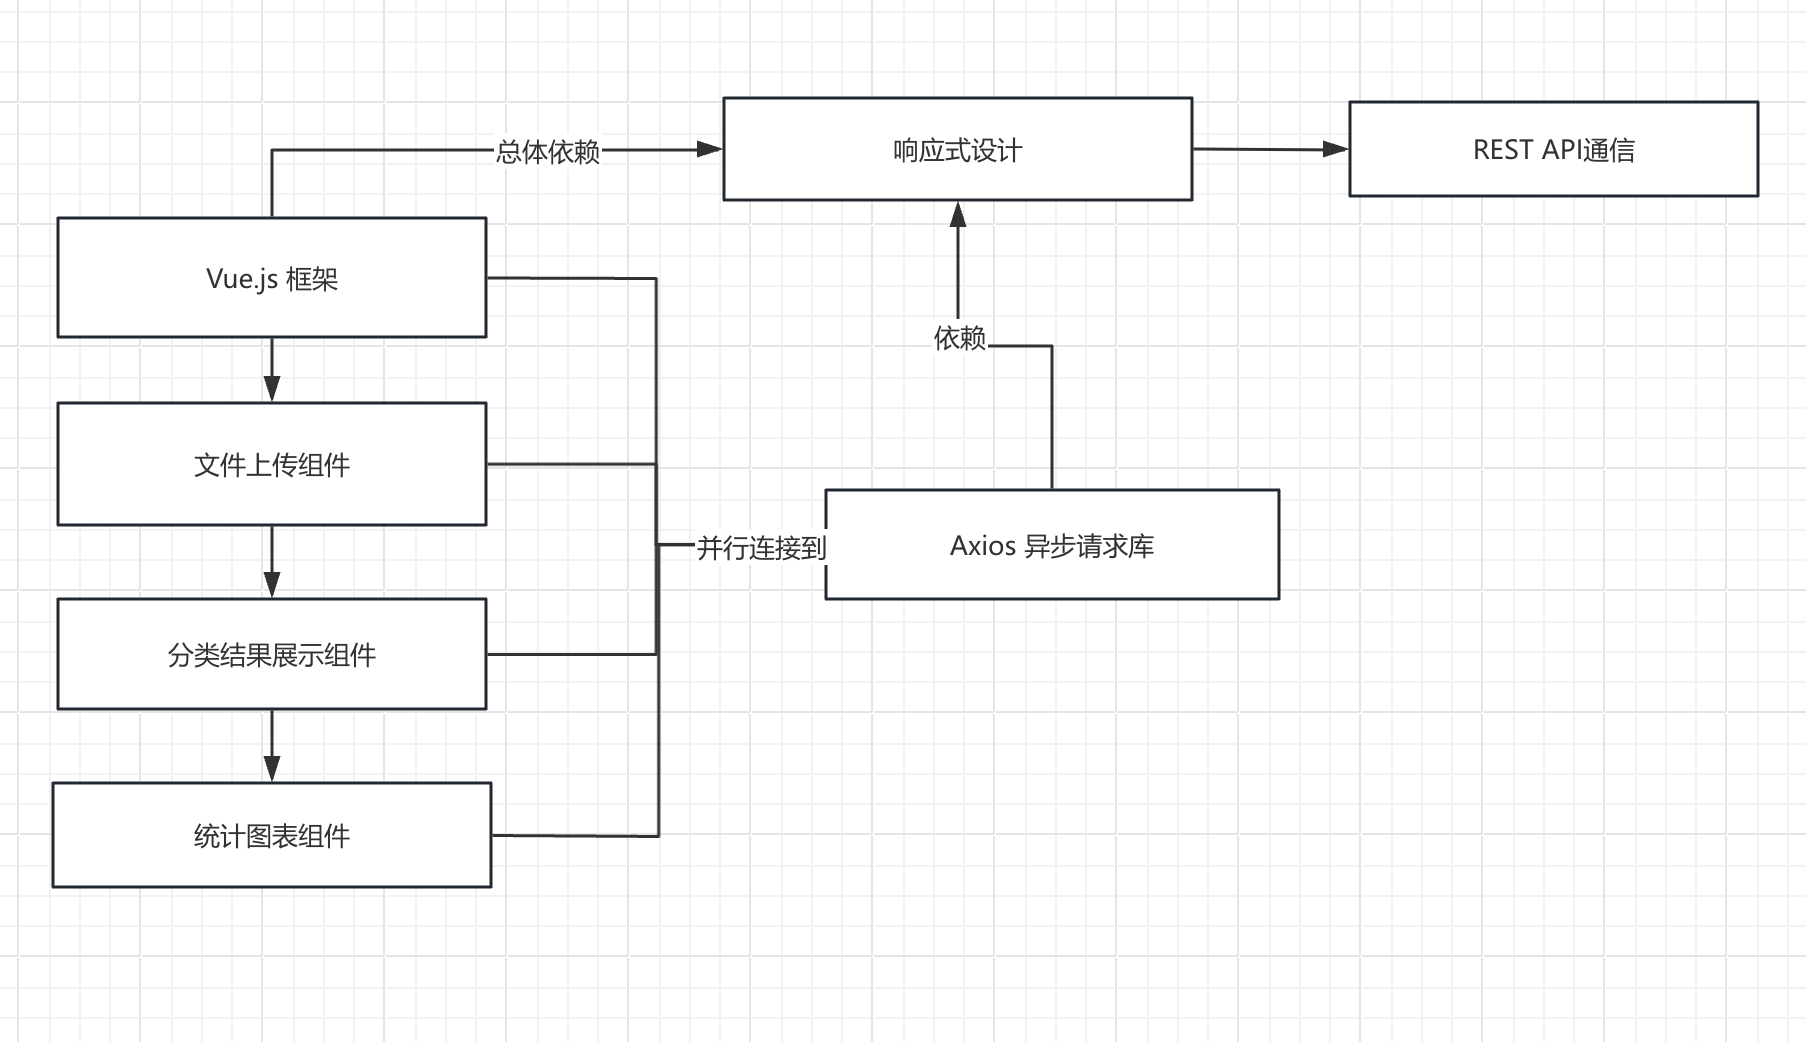 总体依赖
响应式设计
REST API通信
Vue.js 框架
依赖
文件上传组件
并行连接到
Axios 异步请求库
分类结果展示组件
统计图表组件